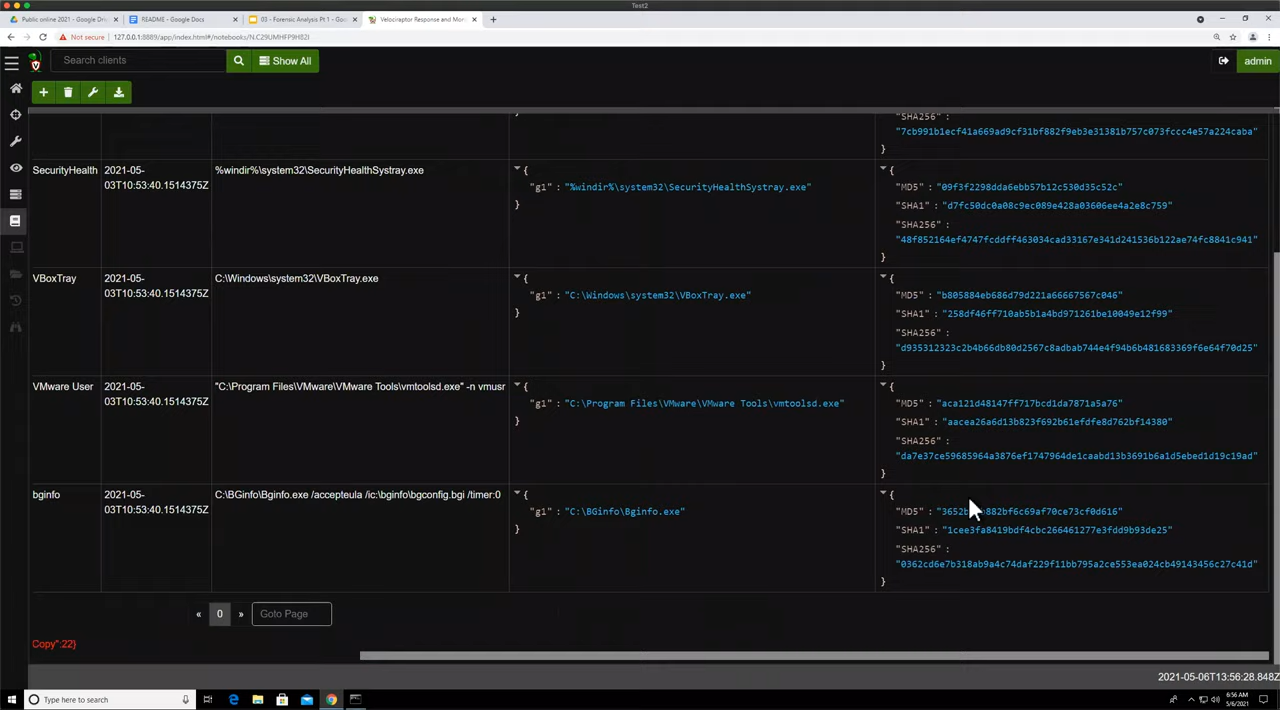 Test2
Public online 2021 - Google Dri
README - Google Docs
03 - Forensic Analysis Pt 1 - Goo
Velociraptor Response and Mon
Not secure | 127.0.0.1:8889/app/index.html#/notebooks/N.C29UMHFP9H82I
Search clients
Show All
admin
}
"SHA256" :
"7cb991b1ecf41a669ad9cf31bf882f9eb3e31381b757c073fccc4e57a224caba"
}
SecurityHealth
2021-05-
03T10:53:40.1514375Z
%windir%\system32\SecurityHealthSystray.exe
{
"g1" : "%windir%\system32\SecurityHealthSystray.exe"
}
{
"MD5" : "09f3f2298dda6ebb57b12c530d35c52c"
"SHA1" : "d7fc50dc0a08c9ec089e428a03606ee4a2e8c759"
"SHA256" :
"48f852164ef4747fcddff463034cad33167e341d241536b122ae74fc8841c941"
}
VBoxTray
2021-05-
03T10:53:40.1514375Z
C:\Windows\system32\VBoxTray.exe
{
"g1" : "C:\Windows\system32\VBoxTray.exe"
}
{
"MD5" : "b805884eb686d79d221a66667567c046"
"SHA1" : "258df46ff710ab5b1a4bd971261be10049e12f99"
"SHA256" :
"d935312323c2b4b66db80d2567c8adbab744e4f94b6b481683369f6e64f70d25"
}
VMware User
2021-05-
03T10:53:40.1514375Z
"C:\Program Files\VMware\VMware Tools\vmtoolsd.exe" -n vmusr
{
"g1" : "C:\Program Files\VMware\VMware Tools\vmtoolsd.exe"
}
{
"MD5" : "aca121d48147ff717bcd1da7871a5a76"
"SHA1" : "aacea26a6d13b823f692b61efdfe8d762bf14380"
"SHA256" :
"da7e37ce59685964a3876ef1747964de1caabd13b3691b6a1d5ebed1d19c19ad"
}
bginfo
2021-05-
03T10:53:40.1514375Z
C:\BGinfo\Bginfo.exe /accepteula /ic:\bginfo\bgconfig.bgi /timer:0
{
"g1" : "C:\BGinfo\Bginfo.exe"
}
{
"MD5" :
"SHA1" : "1cee3fa8419bdf4cbc266461277e3fdd9b93de25"
"SHA256" :
"0362cd6e7b318ab9a4c74daf229f11bb795a2ce553ea024cb49143456c27c41d"
}
« 0 » Goto Page
Copy":22}
2021-05-06T13:56:28.848Z
Type here to search
6:56 AM
5/6/2021